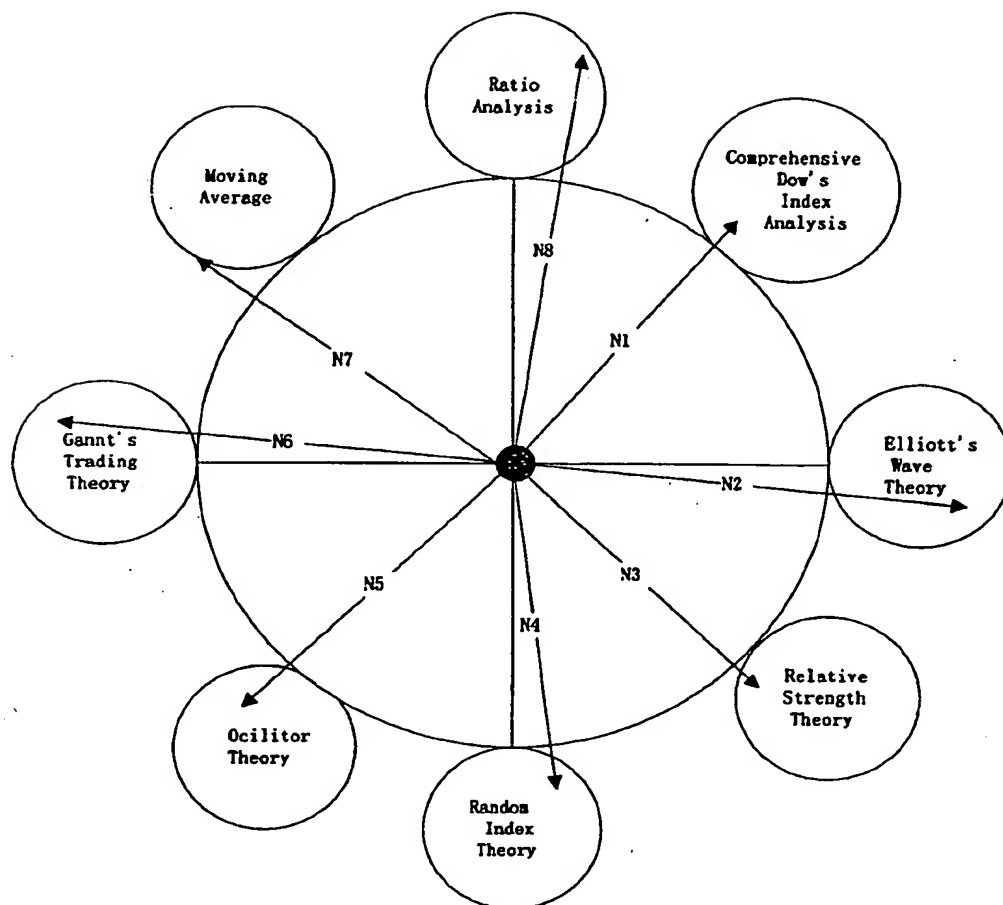 Ratio
Analysis
Comprehensive
Dow's
Index
Analysis
Moving
Average
N8
N1
N7
Gannt's
Trading
Theory
N6
Elliott's
Wave
Theory
N2
N5
N3
N4
Relative
Strength
Theory
Ocilitor
Theory
Random
Index
Theory